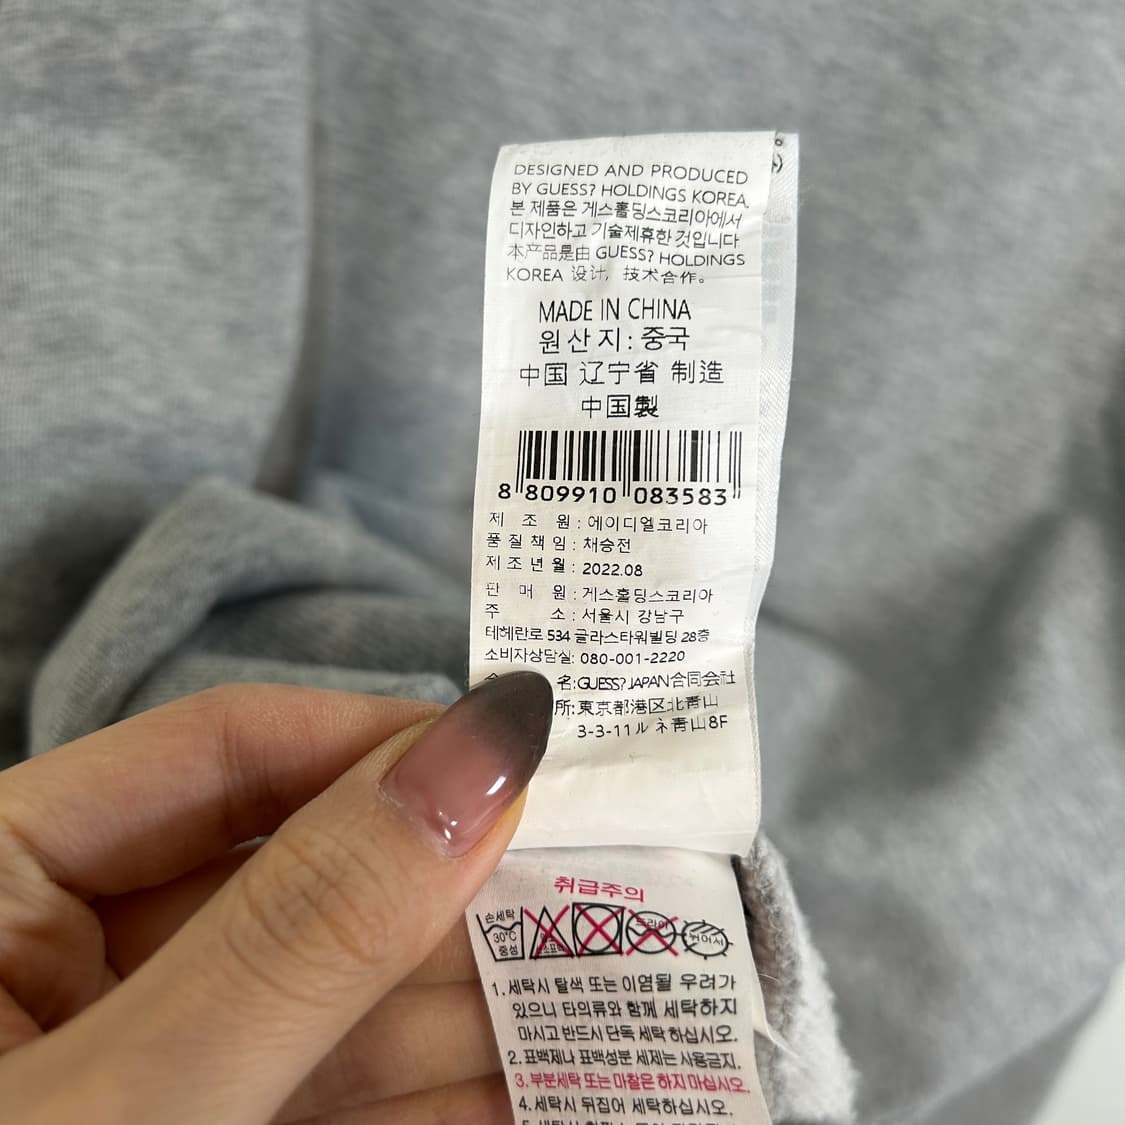 DESIGNED AND PRODUCED
BY GUESS? HOLDINGS KOREA.
본 제품은 게스홀딩스코리아에서
디자인하고 기술제휴한 것입니다
本产品是由 GUESS? HOLDINGS
KOREA 设计, 技术合作。
MADE IN CHINA
원산지: 중국
中国 辽宁省 制造
中国製
8 809910 083583
제 조 원 : 에이디엘코리아
품질책임 : 채승전
제조년월 : 2022.08
판 매 원 : 게스홀딩스코리아
주 소 : 서울시 강남구
테헤란로 534 글라스타워빌딩 28층
소비자상담실: 080-001-2220
名:GUESS? JAPAN合同会社
所:東京都港区北青山
3-3-11ルネ青山8F
취급주의
손세탁
30°C
중성
드라이
1.세탁시 탈색 또는 이염될 우려가
있으니 타의류와 함께 세탁하지
마시고 반드시 단독 세탁 하십시오.
2. 표백제나 표백성분 세제는 사용금지.
3.부분세탁 또는 마찰은 하지 마십시오.
4.세탁시 뒤집어 세탁하십시오.